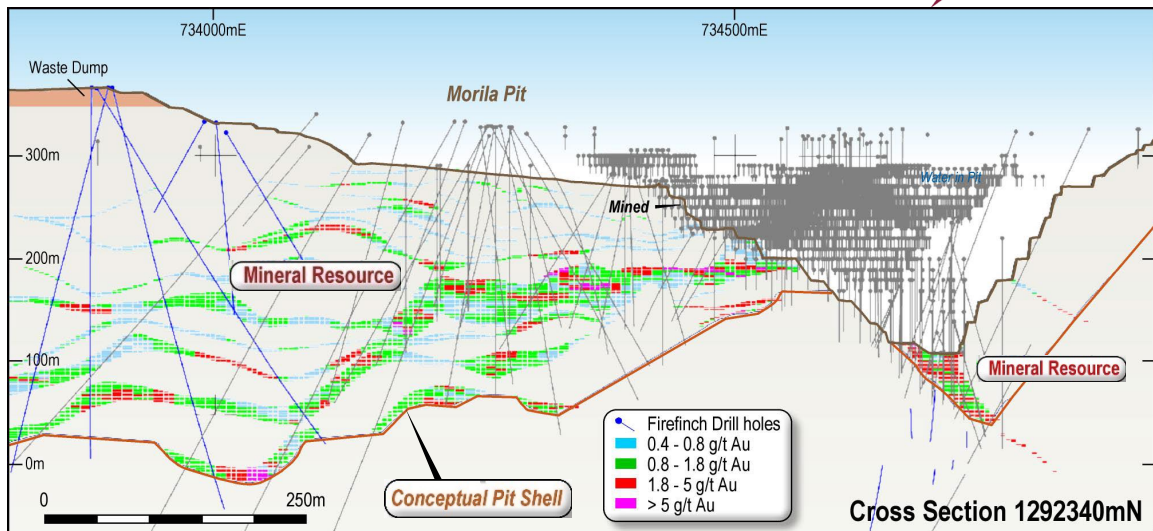 734000mE
734500mE
Waste Dump
Morila Pit
300m
Water in Pit
Mined
200m
Mineral Resource
100m
Mineral Resource
0m
Firefinch Drill holes
0.4 - 0.8 g/t Au
0.8 - 1.8 g/t Au
1.8 - 5 g/t Au
> 5 g/t Au
0
250m
Conceptual Pit Shell
Cross Section 1292340mN